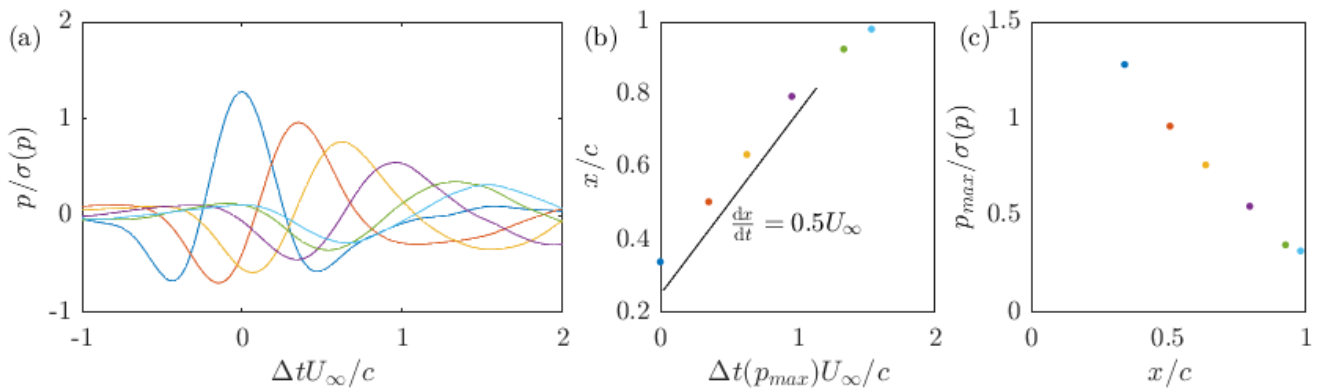 (a)
2
1
0
-1
p/σ(p)
-1 0 1 2
ΔtU∞/c
(b)
1
0.8
0.6
0.4
0.2
x/c
dx/dt = 0.5U∞
0 1 2
Δt(pmax)U∞/c
(c)
1.5
1
0.5
0
pmax/σ(p)
0 0.5 1
x/c